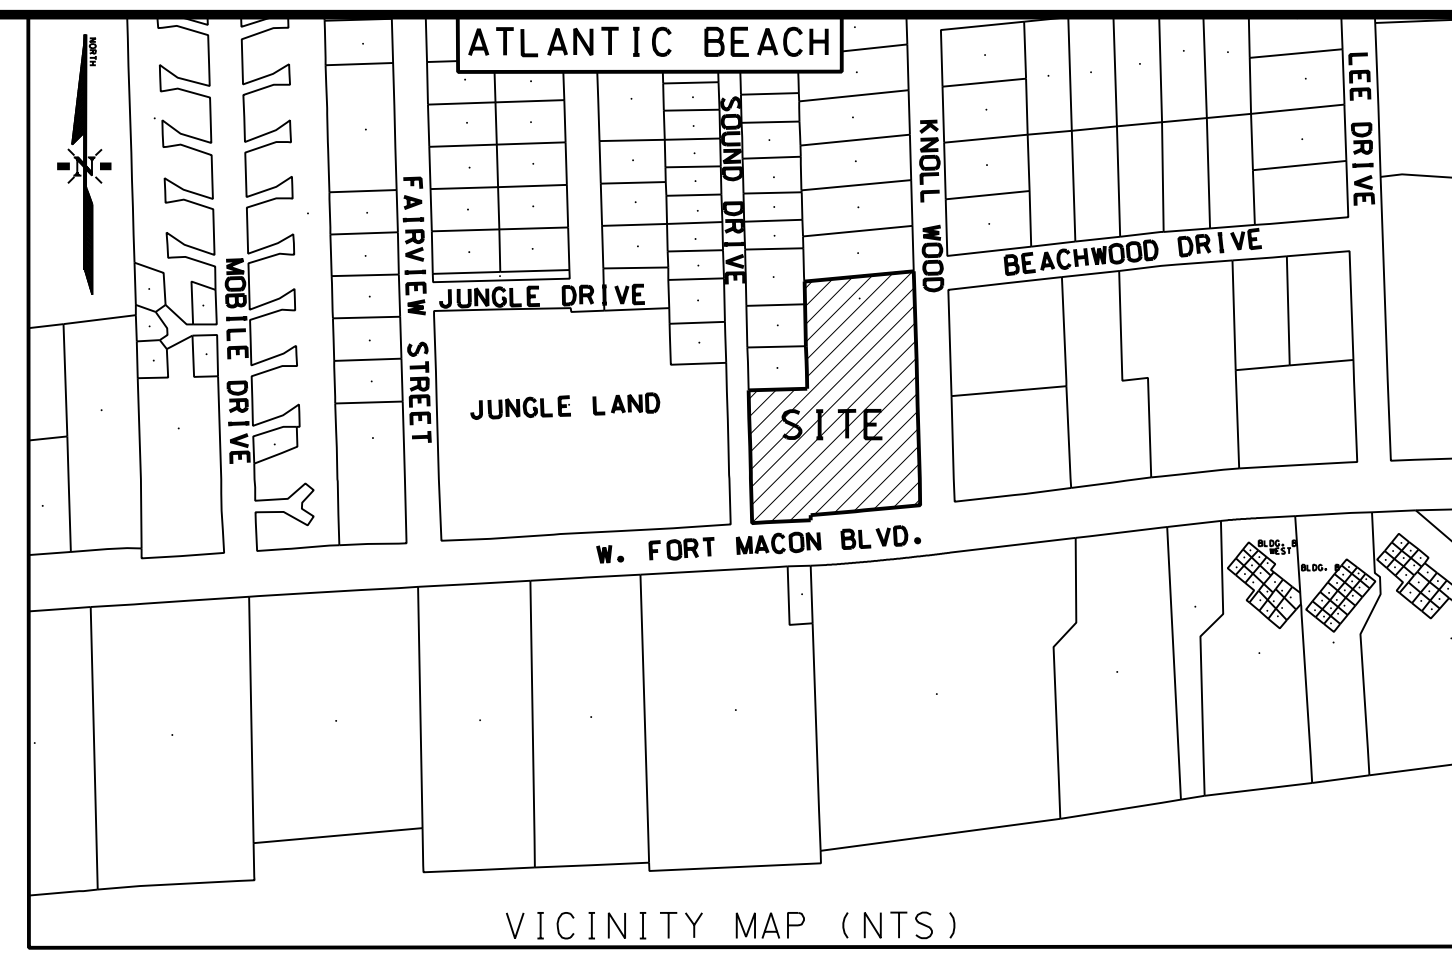 ATLANTIC BEACH
NORTH
N
LEE DRIVE
SOUND DRIVE
KNOLL WOOD
FAIRVIEW STREET
BEACHWOOD DRIVE
MOBILE DRIVE
JUNGLE DRIVE
JUNGLE LAND
SITE
W. FORT MACON BLVD.
BLDG. B
WEST
BLDG. B
VICINITY MAP (NTS)